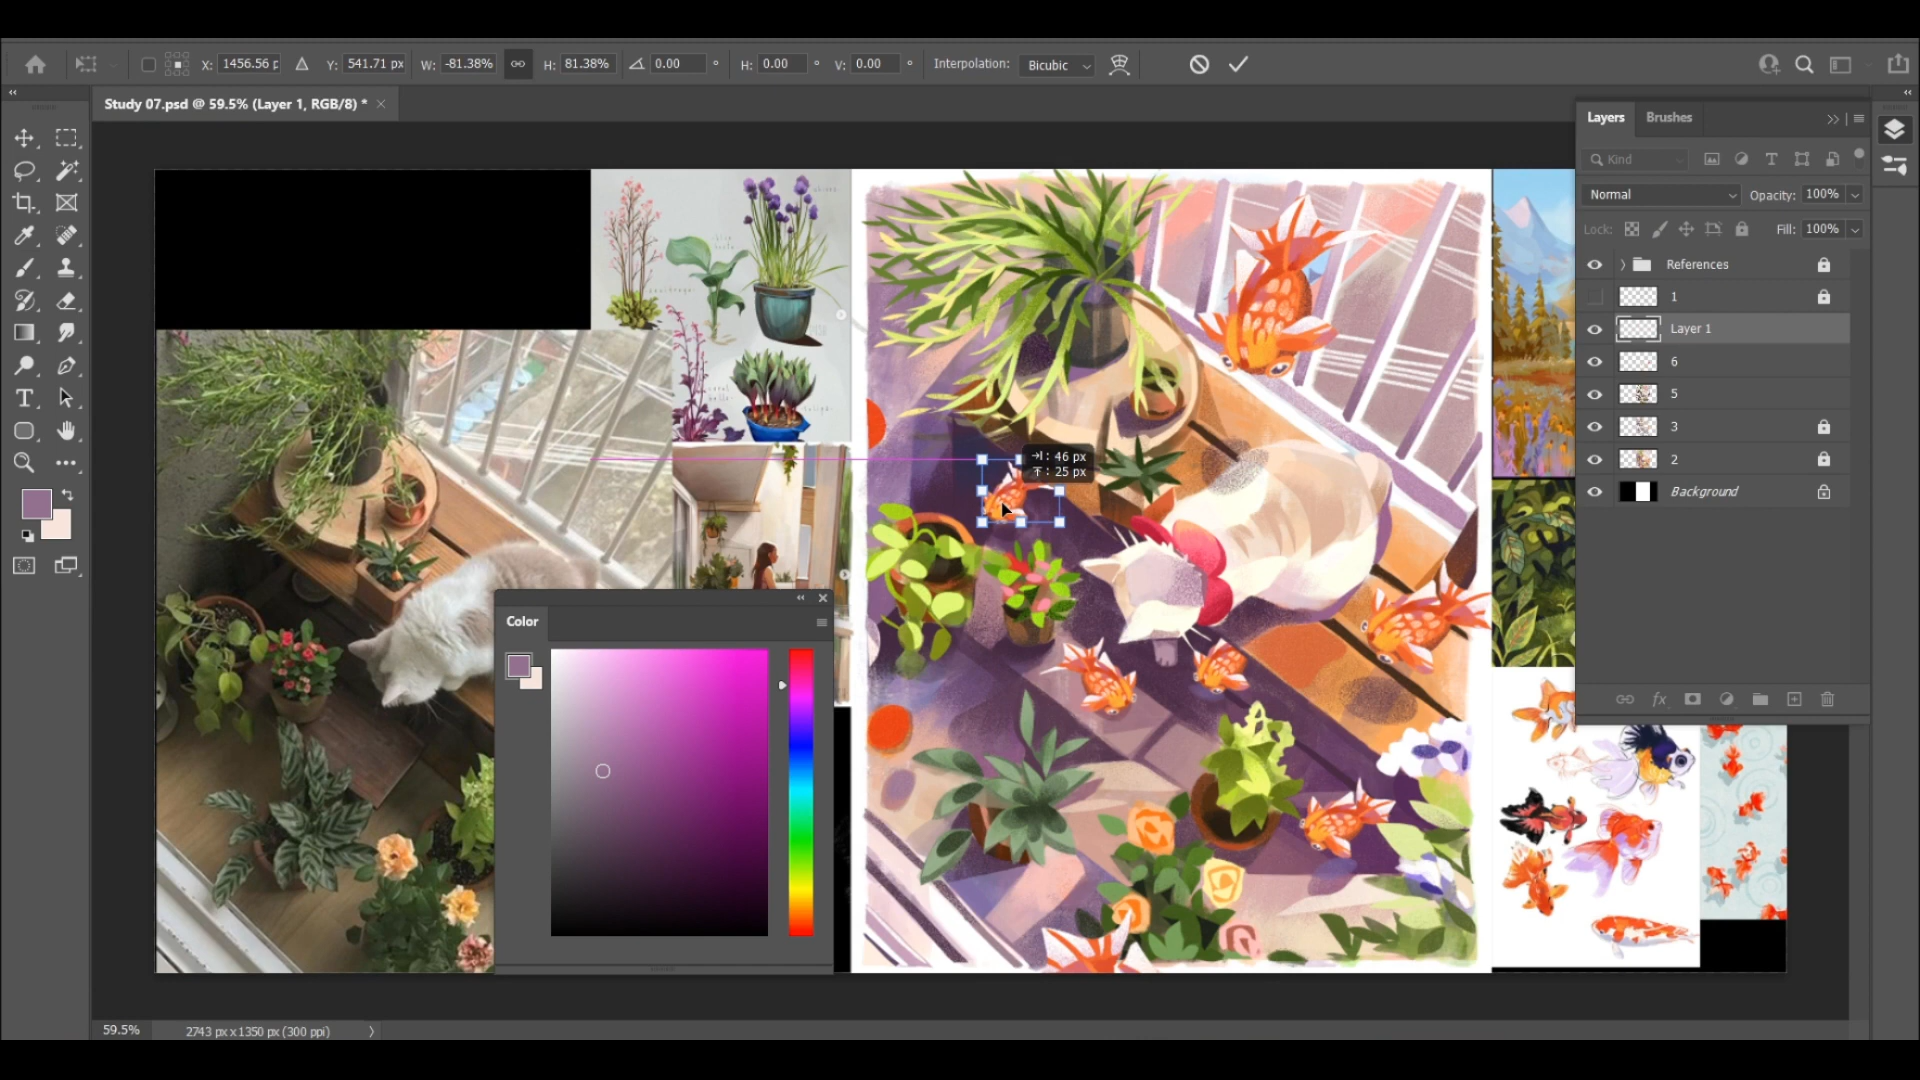 X: 1456.56 p Y: 541.71 px W: -81.38% H: 81.38% 0.00 ° H: 0.00 ° V: 0.00 ° Interpolation: Bicubic
Study 07.psd @ 59.5% (Layer 1, RGB/8) *
Layers Brushes
Kind
Normal Opacity: 100%
Lock: Fill: 100%
References
1
Layer 1
6
5
3
2
Background
: 46 px
: 25 px
Color
59.5% 2743 px x 1350 px (300 ppi)